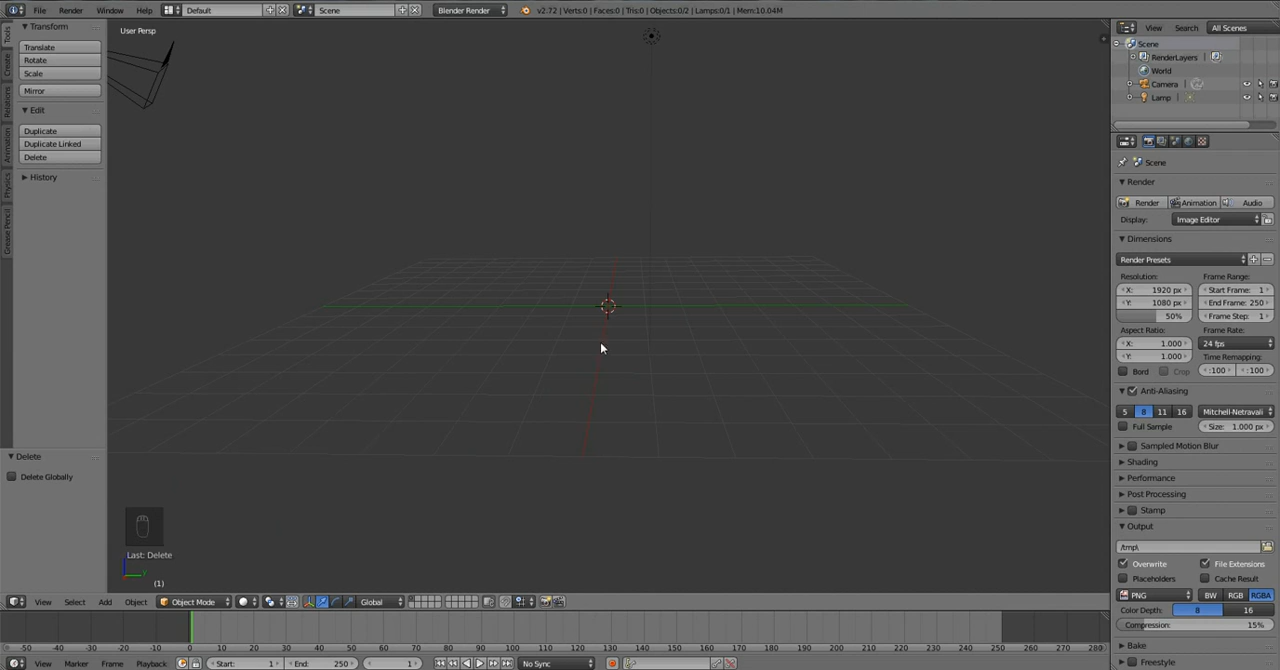 File Render Window Help Default Scene Blender Render v2.72 | Verts:0 | Faces:0 | Tris:0 | Objects:0/2 | Lamps:0/1 | Mem:10.04M View Search All Scenes
Tools
Create
Relations
Animation
Physics
Grease Pencil
Transform
Translate
Rotate
Scale
Mirror
Edit
Duplicate
Duplicate Linked
Delete
History
Delete
Delete Globally
User Persp
Last: Delete
(1)
View Select Add Object Object Mode Global
-50 -40 -30 -20 -10 0 10 20 30 40 50 60 70 80 90 100 110 120 130 140 150 160 170 180 190 200 210 220 230 240 250 260 270 280
View Marker Frame Playback Start: 1 End: 250 1 No Sync
Scene
RenderLayers
World
Camera
Lamp
Scene
Render
Render Animation Audio
Display: Image Editor
Dimensions
Render Presets
Resolution: Frame Range:
X: 1920 px Start Frame: 1
Y: 1080 px End Frame: 250
50% Frame Step: 1
Aspect Ratio: Frame Rate:
X: 1.000 24 fps
Y: 1.000 Time Remapping:
Bord Crop :100 :100
Anti-Aliasing
5 8 11 16 Mitchell-Netravali
Full Sample Size: 1.000 px
Sampled Motion Blur
Shading
Performance
Post Processing
Stamp
Output
/tmp\
Overwrite File Extensions
Placeholders Cache Result
PNG BW RGB RGBA
Color Depth: 8 16
Compression: 15%
Bake
Freestyle